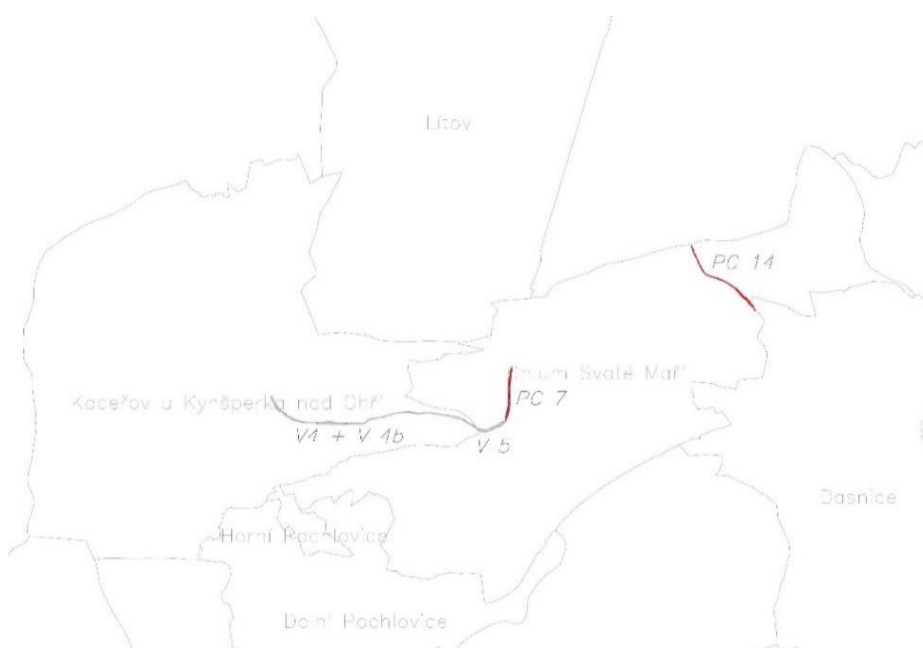 Lítov
PC 14
Chlum Svaté Maří
Kaceřov u Kynšperka nad Ohří
PC 7
V4 + V 4b
V 5
Dasnice
Horní Pochlovice
Dolní Pochlovice